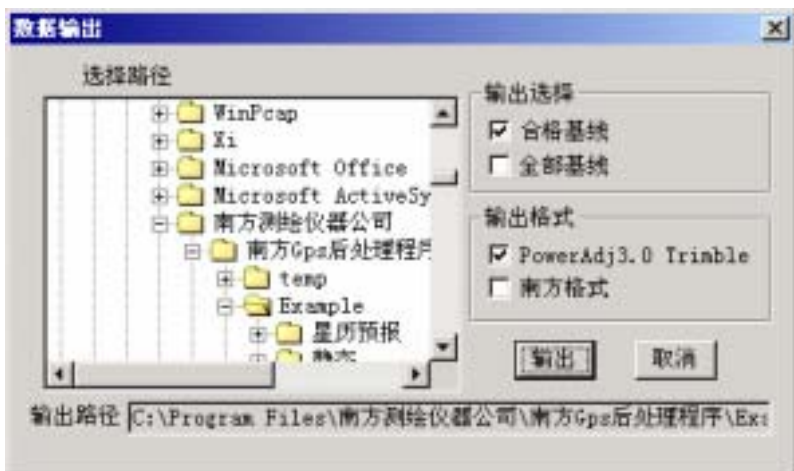 数据输出
选择路径
WinPcap
Xi
Microsoft Office
Microsoft ActiveSy
南方测绘仪器公司
南方Gps后处理程序
temp
Example
星历预报
静态
输出选择
合格基线
全部基线
输出格式
PowerAdj3.0 Trimble
南方格式
输出
取消
输出路径 C:\Program Files\南方测绘仪器公司\南方Gps后处理程序\Exa